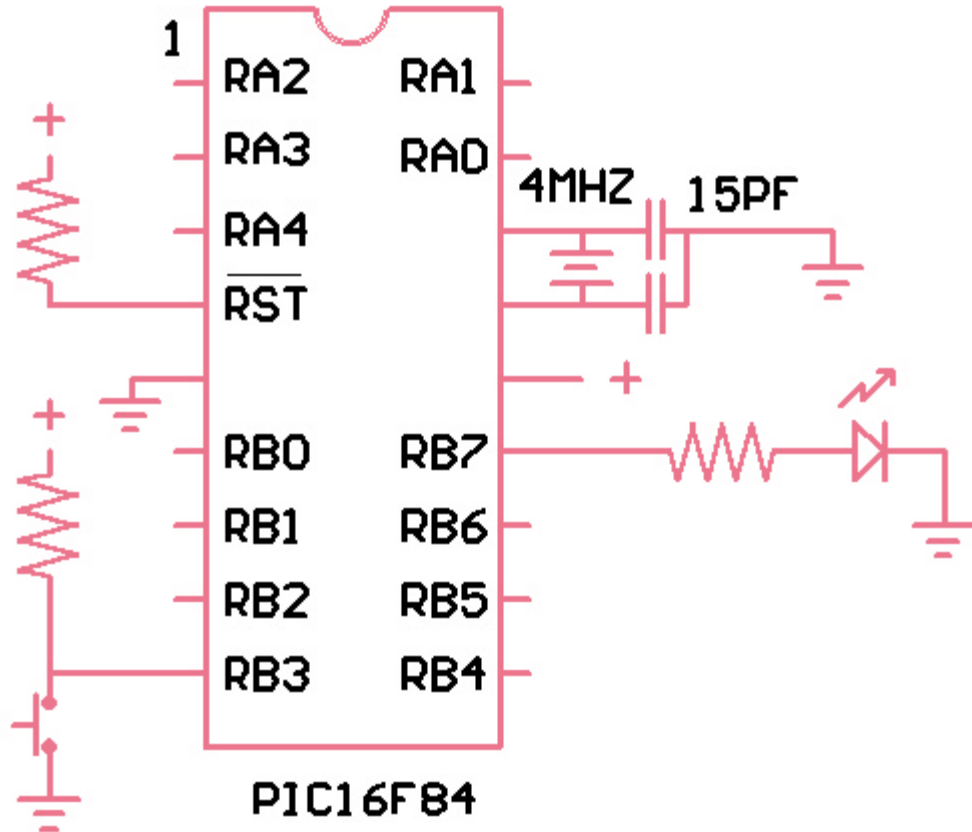 1
RA2 RA1
RA3 RA0
4MHZ 15PF
RA4
RST
+
+
+
RB0 RB7
RB1 RB6
RB2 RB5
RB3 RB4
PIC16F84